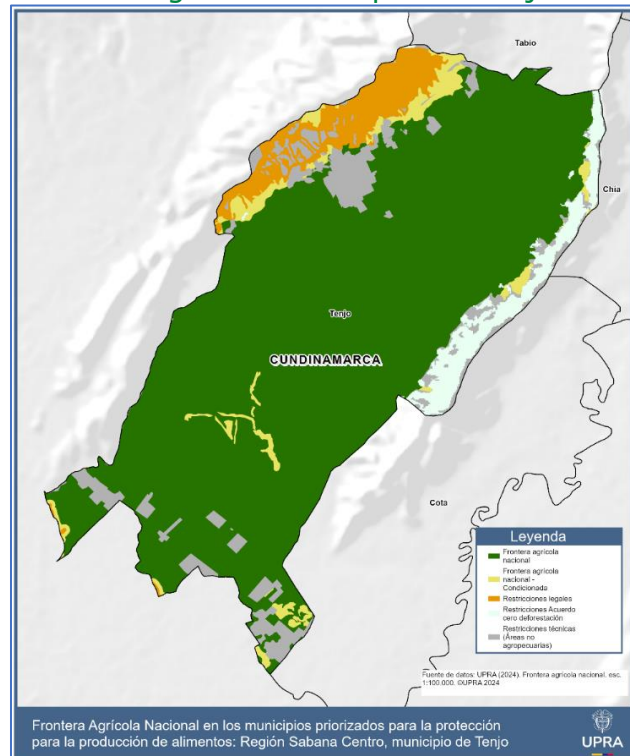 Tabio
Chía
Tenjo
CUNDINAMARCA
Cota
Leyenda
Frontera agrícola
nacional
Frontera agrícola
nacional -
Condicionada
Restricciones legales
Restricciones Acuerdo
cero deforestación
Restricciones técnicas
(Áreas no
agropecuarias)
Fuente de datos: UPRA (2024). Frontera agrícola nacional. esc.
1:100.000. ©UPRA 2024
Frontera Agrícola Nacional en los municipios priorizados para la protección
para la producción de alimentos: Región Sabana Centro, municipio de Tenjo
UPRA